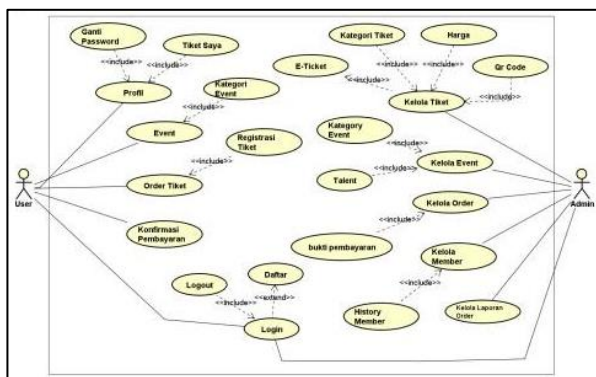 Ganti
Password
Tiket Saya
<<include>>
<<include>>
Profil
Kategori
Event
<<include>>
Event
Registrasi
Tiket
<<include>>
Order Tiket
User
Konfirmasi
Pembayaran
Logout
Daftar
<<include>>
<<extend>>
Login
Kategori Tiket
Harga
E-Ticket
<<include>>
<<include>>
<<include>>
Qr Code
<<include>>
Kelola Tiket
Kategory
Event
<<include>>
Kelola Event
Talent
<<include>>
Kelola Order
Admin
<<include>>
bukti pembayaran
Kelola
Member
<<include>>
History
Member
Kelola Laporan
Order